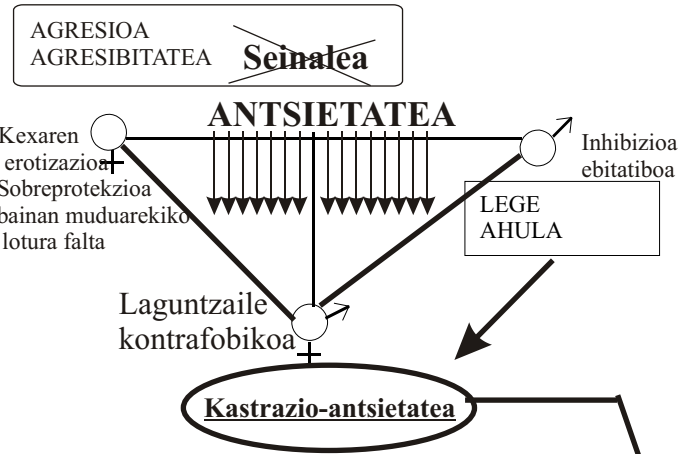 AGRESIOA
AGRESIBITATEA
Seinalea
ANTSIETATEA
Kexaren
erotizazioa
Sobreprotekzioa
bainan muduarekiko
lotura falta
Inhibizioa
ebitatiboa
LEGE
AHULA
Laguntzaile
kontrafobikoa
Kastrazio-antsietatea